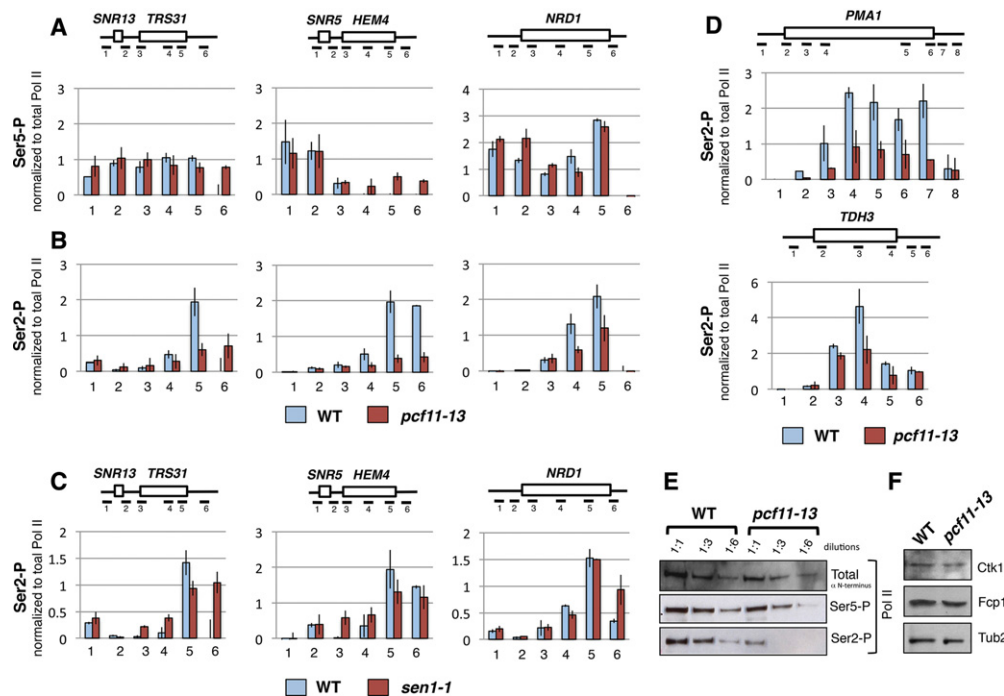 A
SNR13 TRS31
1 2 3 4 5 6
SNR5 HEM4
1 2 3 4 5 6
NRD1
1 2 3 4 5 6
Ser5-P
normalized to total Pol II
3
2
1
0
1 2 3 4 5 6
3
2
1
0
1 2 3 4 5 6
4
3
2
1
0
1 2 3 4 5 6
B
Ser2-P
normalized to toal Pol II
3
2
1
0
1 2 3 4 5 6
3
2
1
0
1 2 3 4 5 6
3
2
1
0
1 2 3 4 5 6
WT pcf11-13
C
SNR13 TRS31
1 2 3 4 5 6
SNR5 HEM4
1 2 3 4 5 6
NRD1
1 2 3 4 5 6
Ser2-P
normalized to total Pol II
2
1.5
1
0.5
0
1 2 3 4 5 6
3
2
1
0
1 2 3 4 5 6
2
1.5
1
0.5
0
1 2 3 4 5 6
WT sen1-1
D
PMA1
1 2 3 4 5 6 7 8
Ser2-P
normalized to total Pol II
3
2
1
0
1 2 3 4 5 6 7 8
TDH3
1 2 3 4 5 6
Ser2-P
normalized to total Pol II
6
4
2
0
1 2 3 4 5 6
WT pcf11-13
E
WT pcf11-13
1:1 1:3 1:6 1:1 1:3 1:6
dilutions
Total
α N-terminus
Ser5-P
Ser2-P
Pol II
F
WT pcf11-13
Ctk1
Fcp1
Tub2